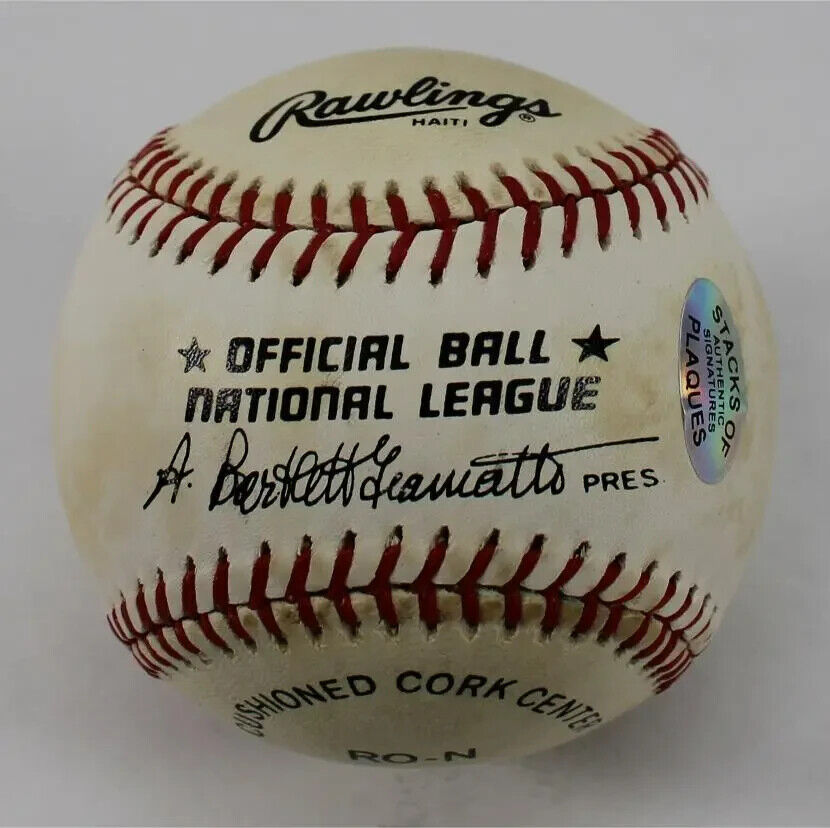 Rawlings®
HAITI
★ OFFICIAL BALL ★
NATIONAL LEAGUE
A. Bartlett Giamatti PRES.
STACKS OF
AUTHENTIC
SIGNATURES
PLAQUES
CUSHIONED CORK CENTER
RO-N